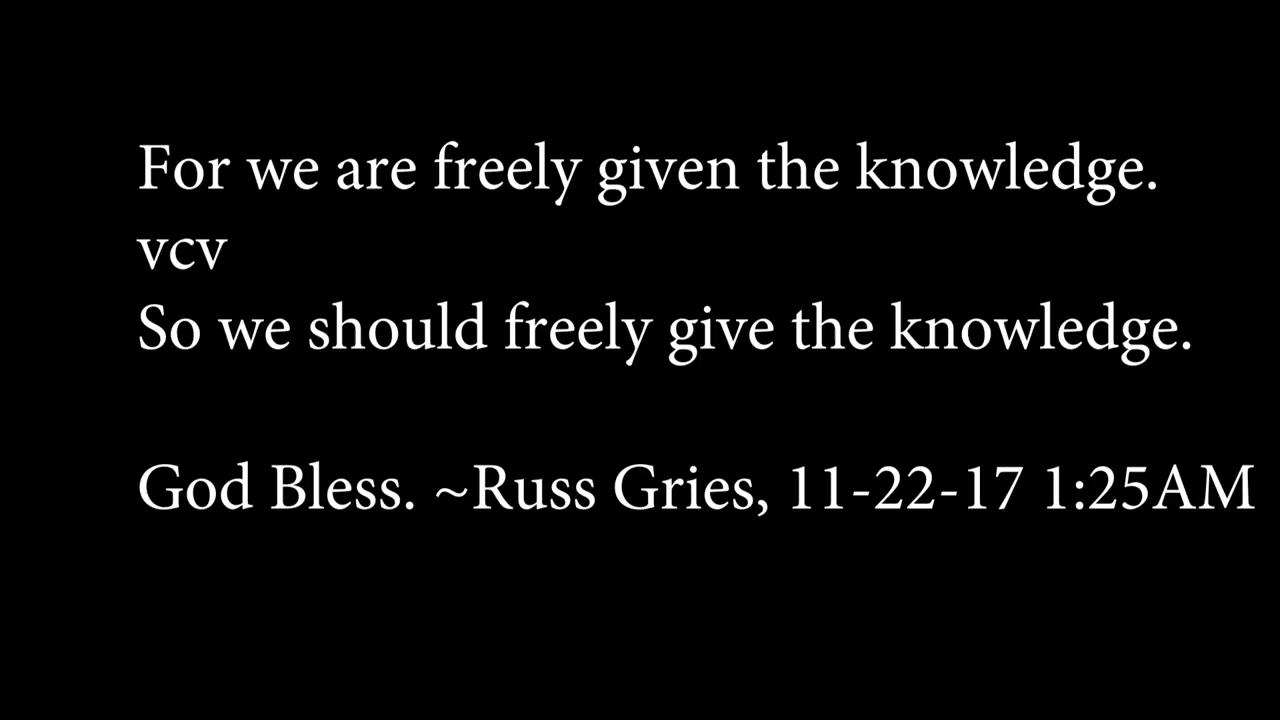 For we are freely given the knowledge.
vcv
So we should freely give the knowledge.
God Bless. ~Russ Gries, 11-22-17 1:25AM